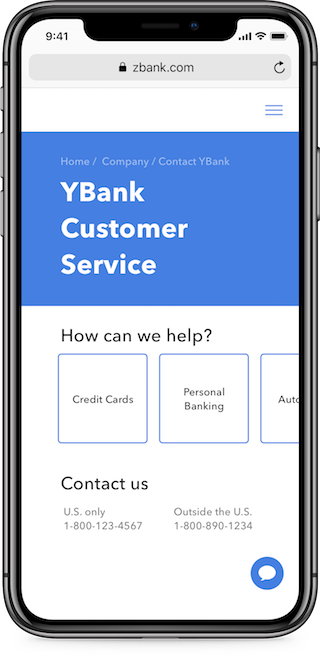 9:41
zbank.com
Home / Company / Contact YBank
YBank
Customer
Service
How can we help?
Credit Cards
Personal
Banking
Auto
Contact us
U.S. only
1-800-123-4567
Outside the U.S.
1-800-890-1234